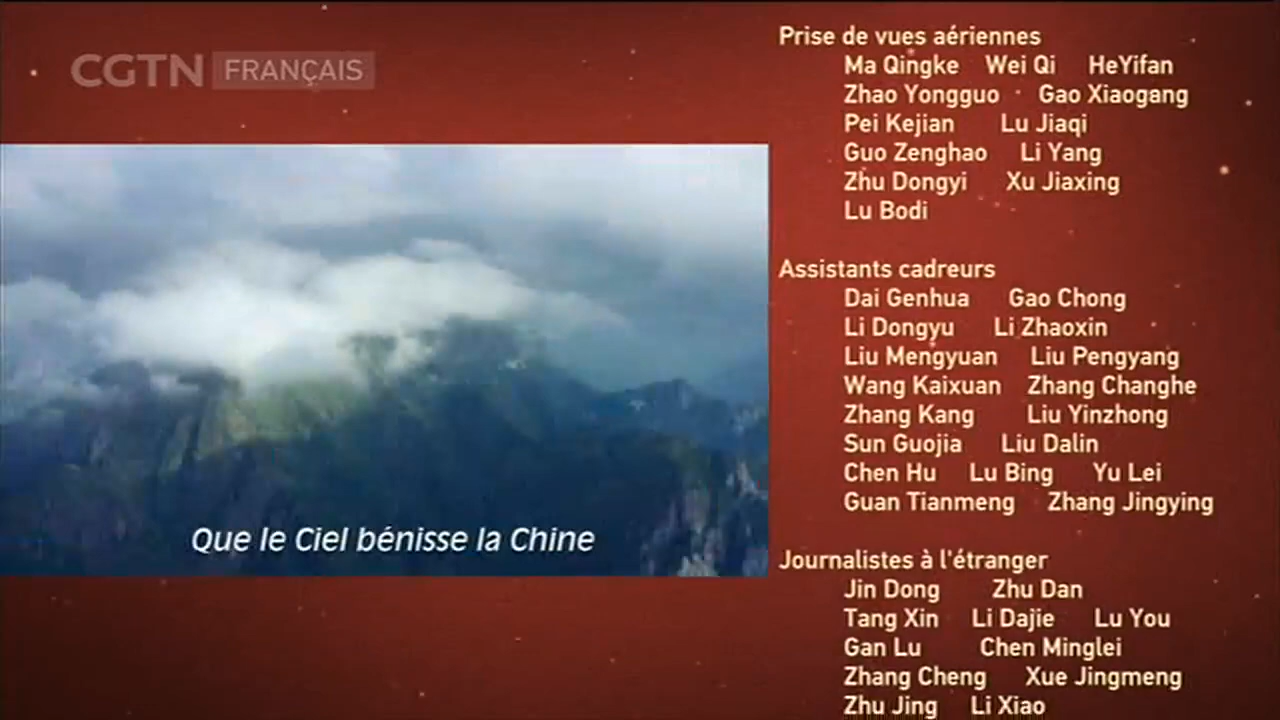 CGTN FRANÇAIS
Que le Ciel bénisse la Chine
Prise de vues aériennes
Ma Qingke Wei Qi HeYifan
Zhao Yongguo Gao Xiaogang
Pei Kejian Lu Jiaqi
Guo Zenghao Li Yang
Zhu Dongyi Xu Jiaxing
Lu Bodi
Assistants cadreurs
Dai Genhua Gao Chong
Li Dongyu Li Zhaoxin
Liu Mengyuan Liu Pengyang
Wang Kaixuan Zhang Changhe
Zhang Kang Liu Yinzhong
Sun Guojia Liu Dalin
Chen Hu Lu Bing Yu Lei
Guan Tianmeng Zhang Jingying
Journalistes à l'étranger
Jin Dong Zhu Dan
Tang Xin Li Dajie Lu You
Gan Lu Chen Minglei
Zhang Cheng Xue Jingmeng
Zhu Jing Li Xiao